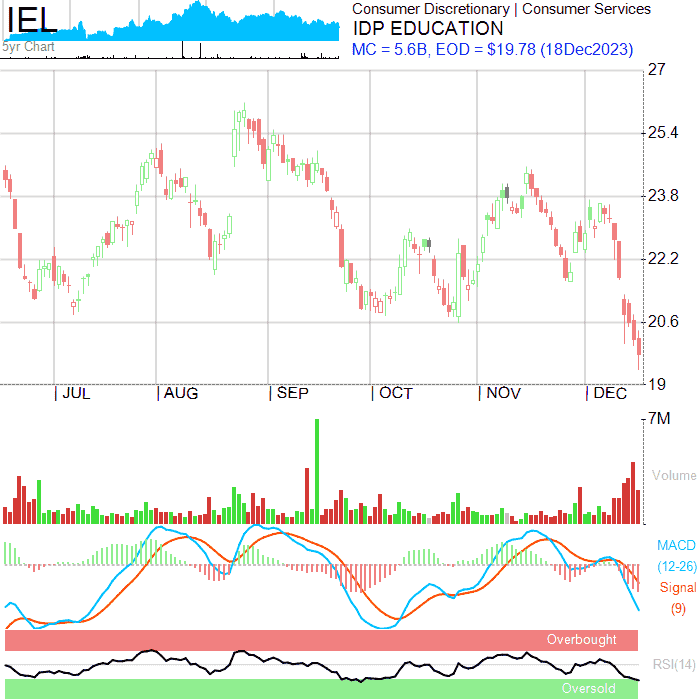 IEL
5yr Chart
Consumer Discretionary | Consumer Services
IDP EDUCATION
MC = 5.6B, EOD = $19.78 (18Dec2023)
27
25.4
23.8
22.2
20.6
19
JUL
AUG
SEP
OCT
NOV
DEC
7M
Volume
MACD
(12-26)
Signal
(9)
Overbought
RSI(14)
Oversold